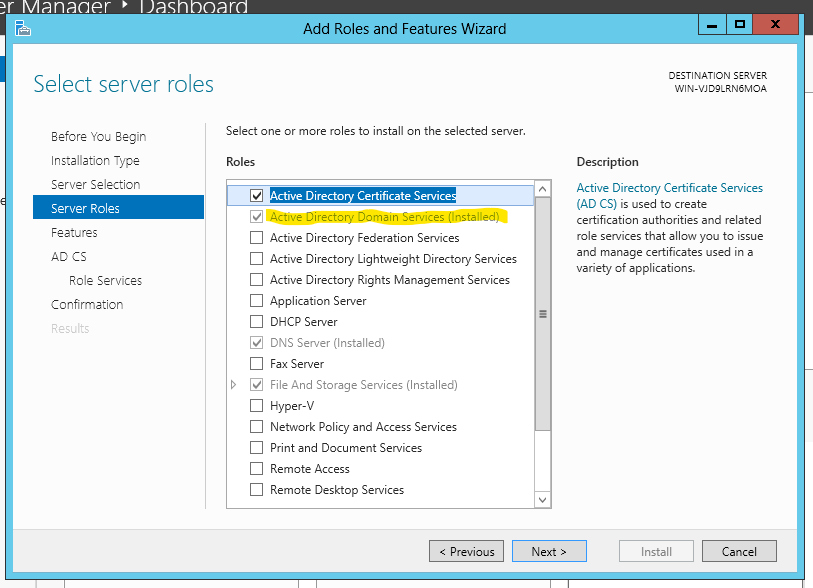 er Manager ‣ Dashboard
Add Roles and Features Wizard
Select server roles
DESTINATION SERVER
WIN-VJD9LRN6MOA
Before You Begin
Installation Type
Server Selection
Server Roles
Features
AD CS
Role Services
Confirmation
Results
Select one or more roles to install on the selected server.
Roles
Active Directory Certificate Services
Active Directory Domain Services (Installed)
Active Directory Federation Services
Active Directory Lightweight Directory Services
Active Directory Rights Management Services
Application Server
DHCP Server
DNS Server (Installed)
Fax Server
File And Storage Services (Installed)
Hyper-V
Network Policy and Access Services
Print and Document Services
Remote Access
Remote Desktop Services
Description
Active Directory Certificate Services
(AD CS) is used to create
certification authorities and related
role services that allow you to issue
and manage certificates used in a
variety of applications.
< Previous
Next >
Install
Cancel